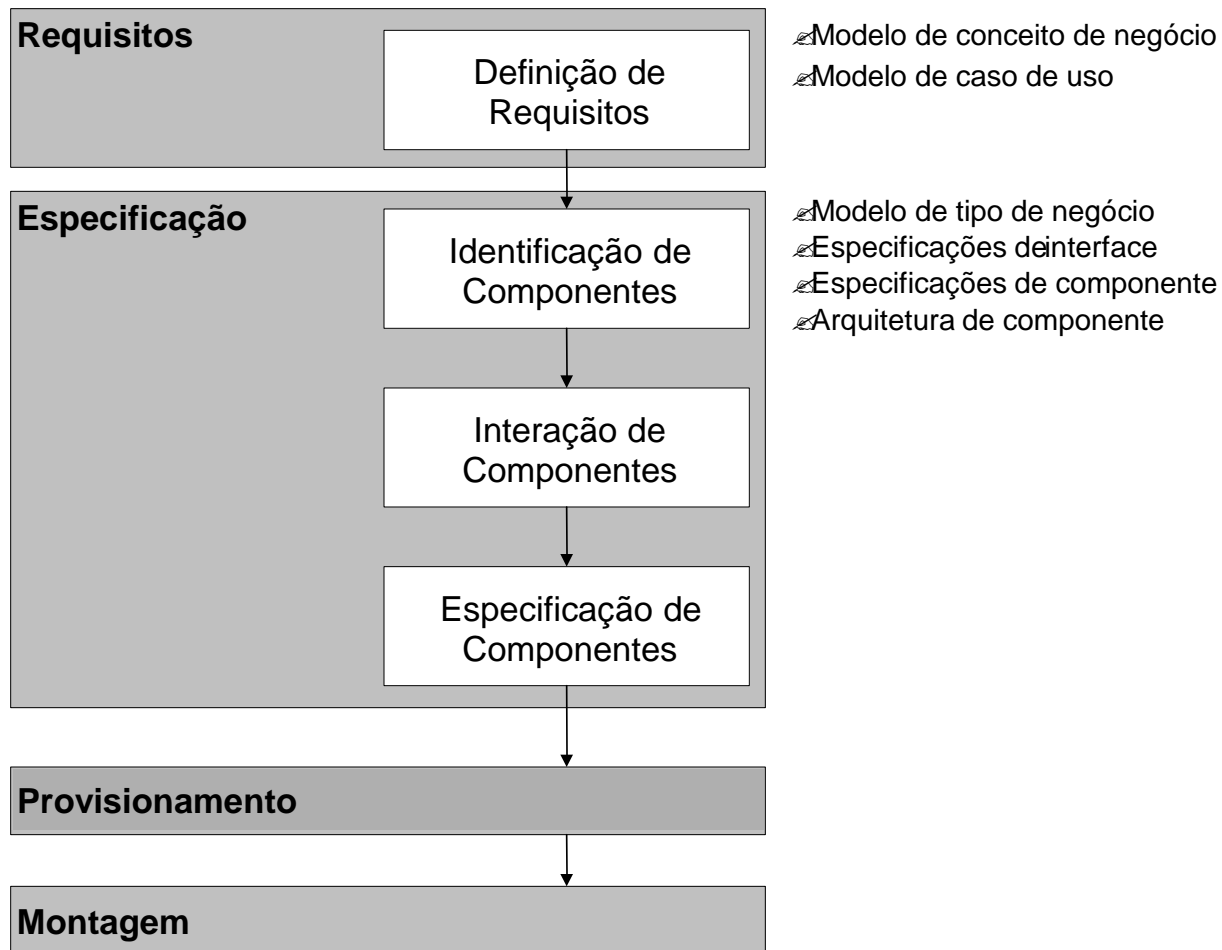 Requisitos
Definição de
Requisitos
Modelo de conceito de negócio
Modelo de caso de uso
Especificação
Identificação de
Componentes
Modelo de tipo de negócio
Especificações deinterface
Especificações de componente
Arquitetura de componente
Interação de
Componentes
Especificação de
Componentes
Provisionamento
Montagem